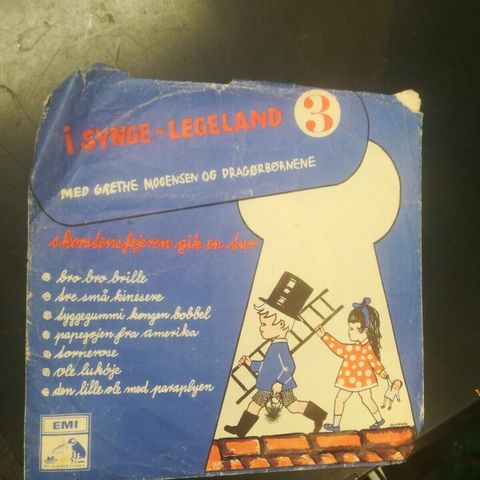 i SYNGE-LEGELAND 3
MED GRETHE MOGENSEN OG DRAGØRBØRNENE
skorstensfejeren gik en tur
bro bro brille
tre små kinesere
tyggegummi kongen bobbel
papegøjen fra amerika
tornerose
ole lukøje
den lille ole med paraplyen
EMI